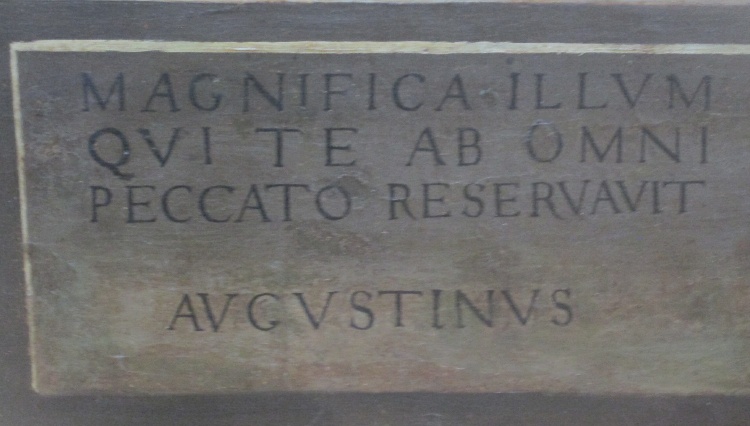 MAGNIFICA ILLVM
QVI TE AB OMNI
PECCATO RESERVAVIT
AVGVSTINVS